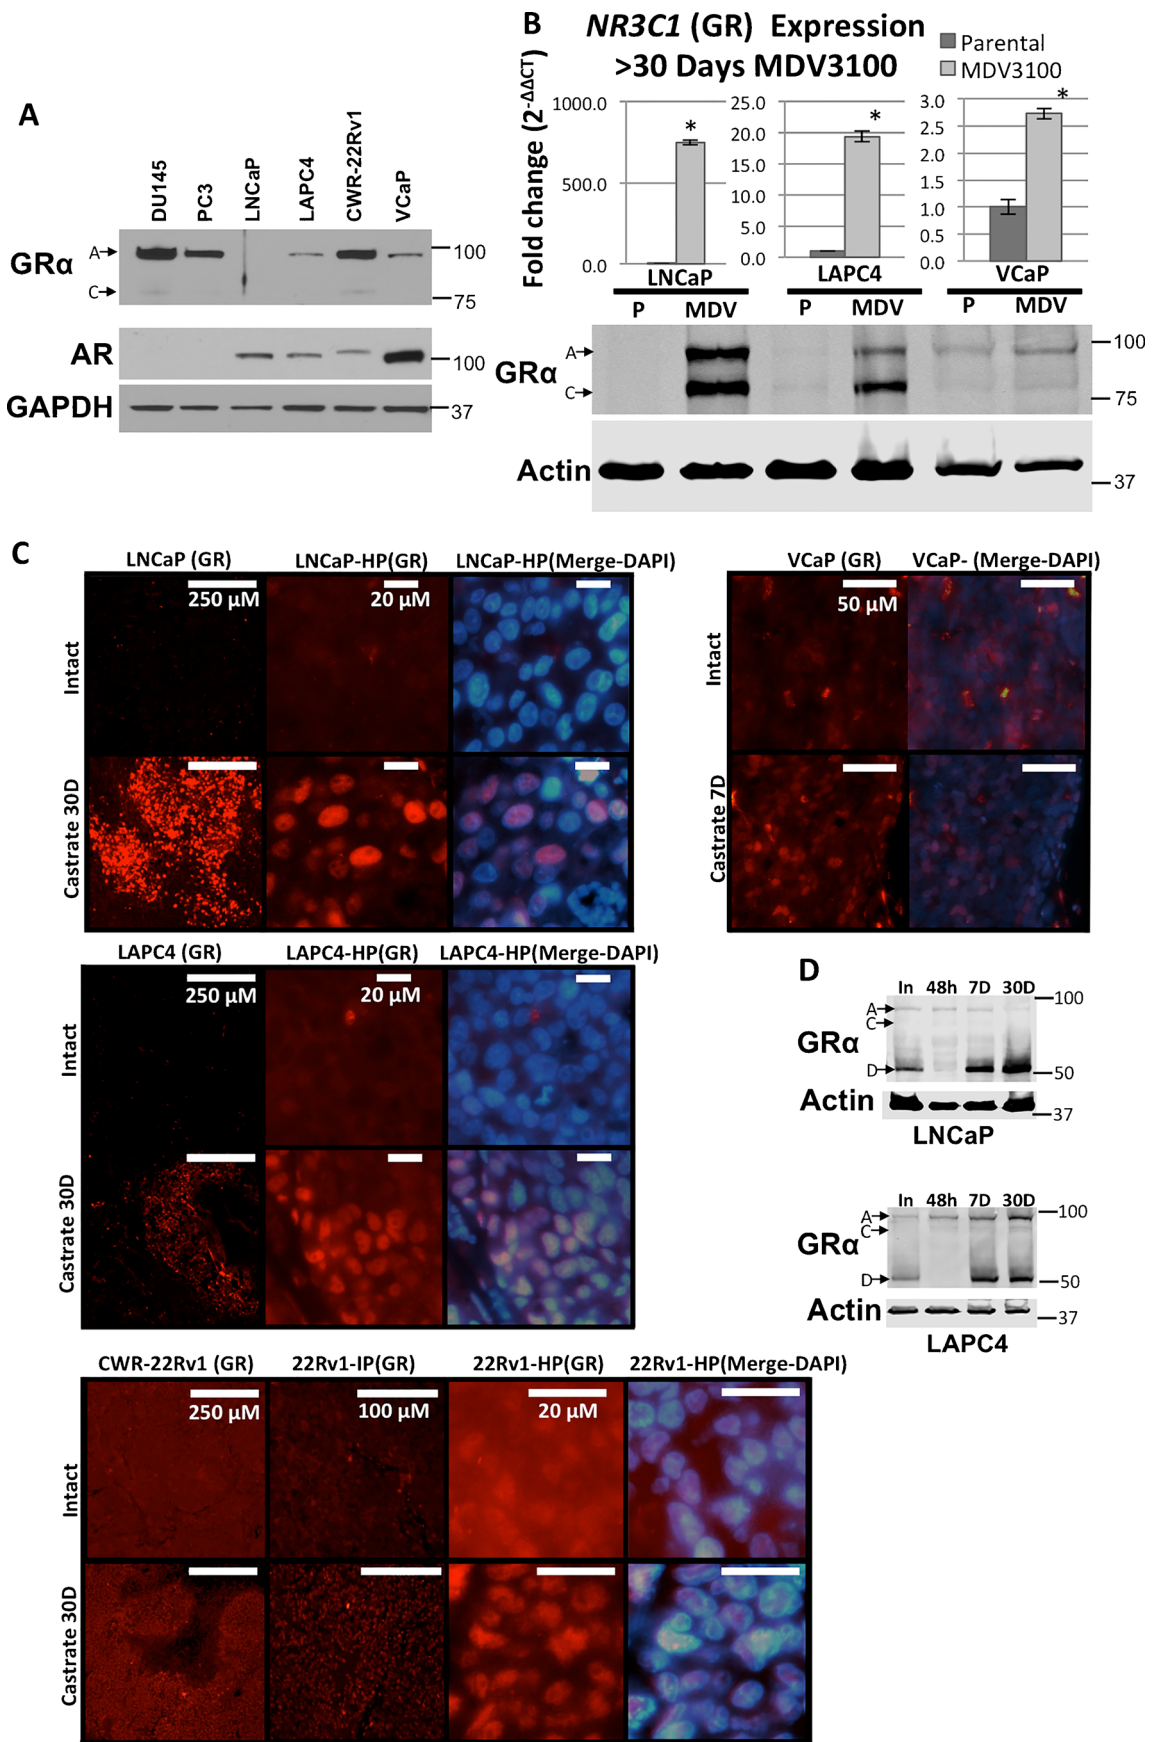 A
DU145
PC3
LNCaP
LAPC4
CWR-22Rv1
VCaP
GRα
A
C
100
75
AR
100
GAPDH
37
B
NR3C1 (GR) Expression
>30 Days MDV3100
Parental
MDV3100
Fold change (2-ΔΔCT)
1000.0
500.0
0.0
*
LNCaP
25.0
20.0
15.0
10.0
5.0
0.0
*
LAPC4
3.0
2.5
2.0
1.5
1.0
0.5
0.0
*
VCaP
P MDV P MDV P MDV
GRα
A
C
100
75
Actin
37
C
LNCaP (GR) LNCaP-HP(GR) LNCaP-HP(Merge-DAPI)
250 µM
20 µM
Intact
Castrate 30D
VCaP (GR) VCaP- (Merge-DAPI)
50 µM
Intact
Castrate 7D
LAPC4 (GR) LAPC4-HP(GR) LAPC4-HP(Merge-DAPI)
250 µM
20 µM
Intact
Castrate 30D
D
In 48h 7D 30D
GRα
A
C
D
100
50
Actin
37
LNCaP
In 48h 7D 30D
GRα
A
C
D
100
50
Actin
37
LAPC4
CWR-22Rv1 (GR) 22Rv1-IP(GR) 22Rv1-HP(GR) 22Rv1-HP(Merge-DAPI)
250 µM
100 µM
20 µM
Intact
Castrate 30D